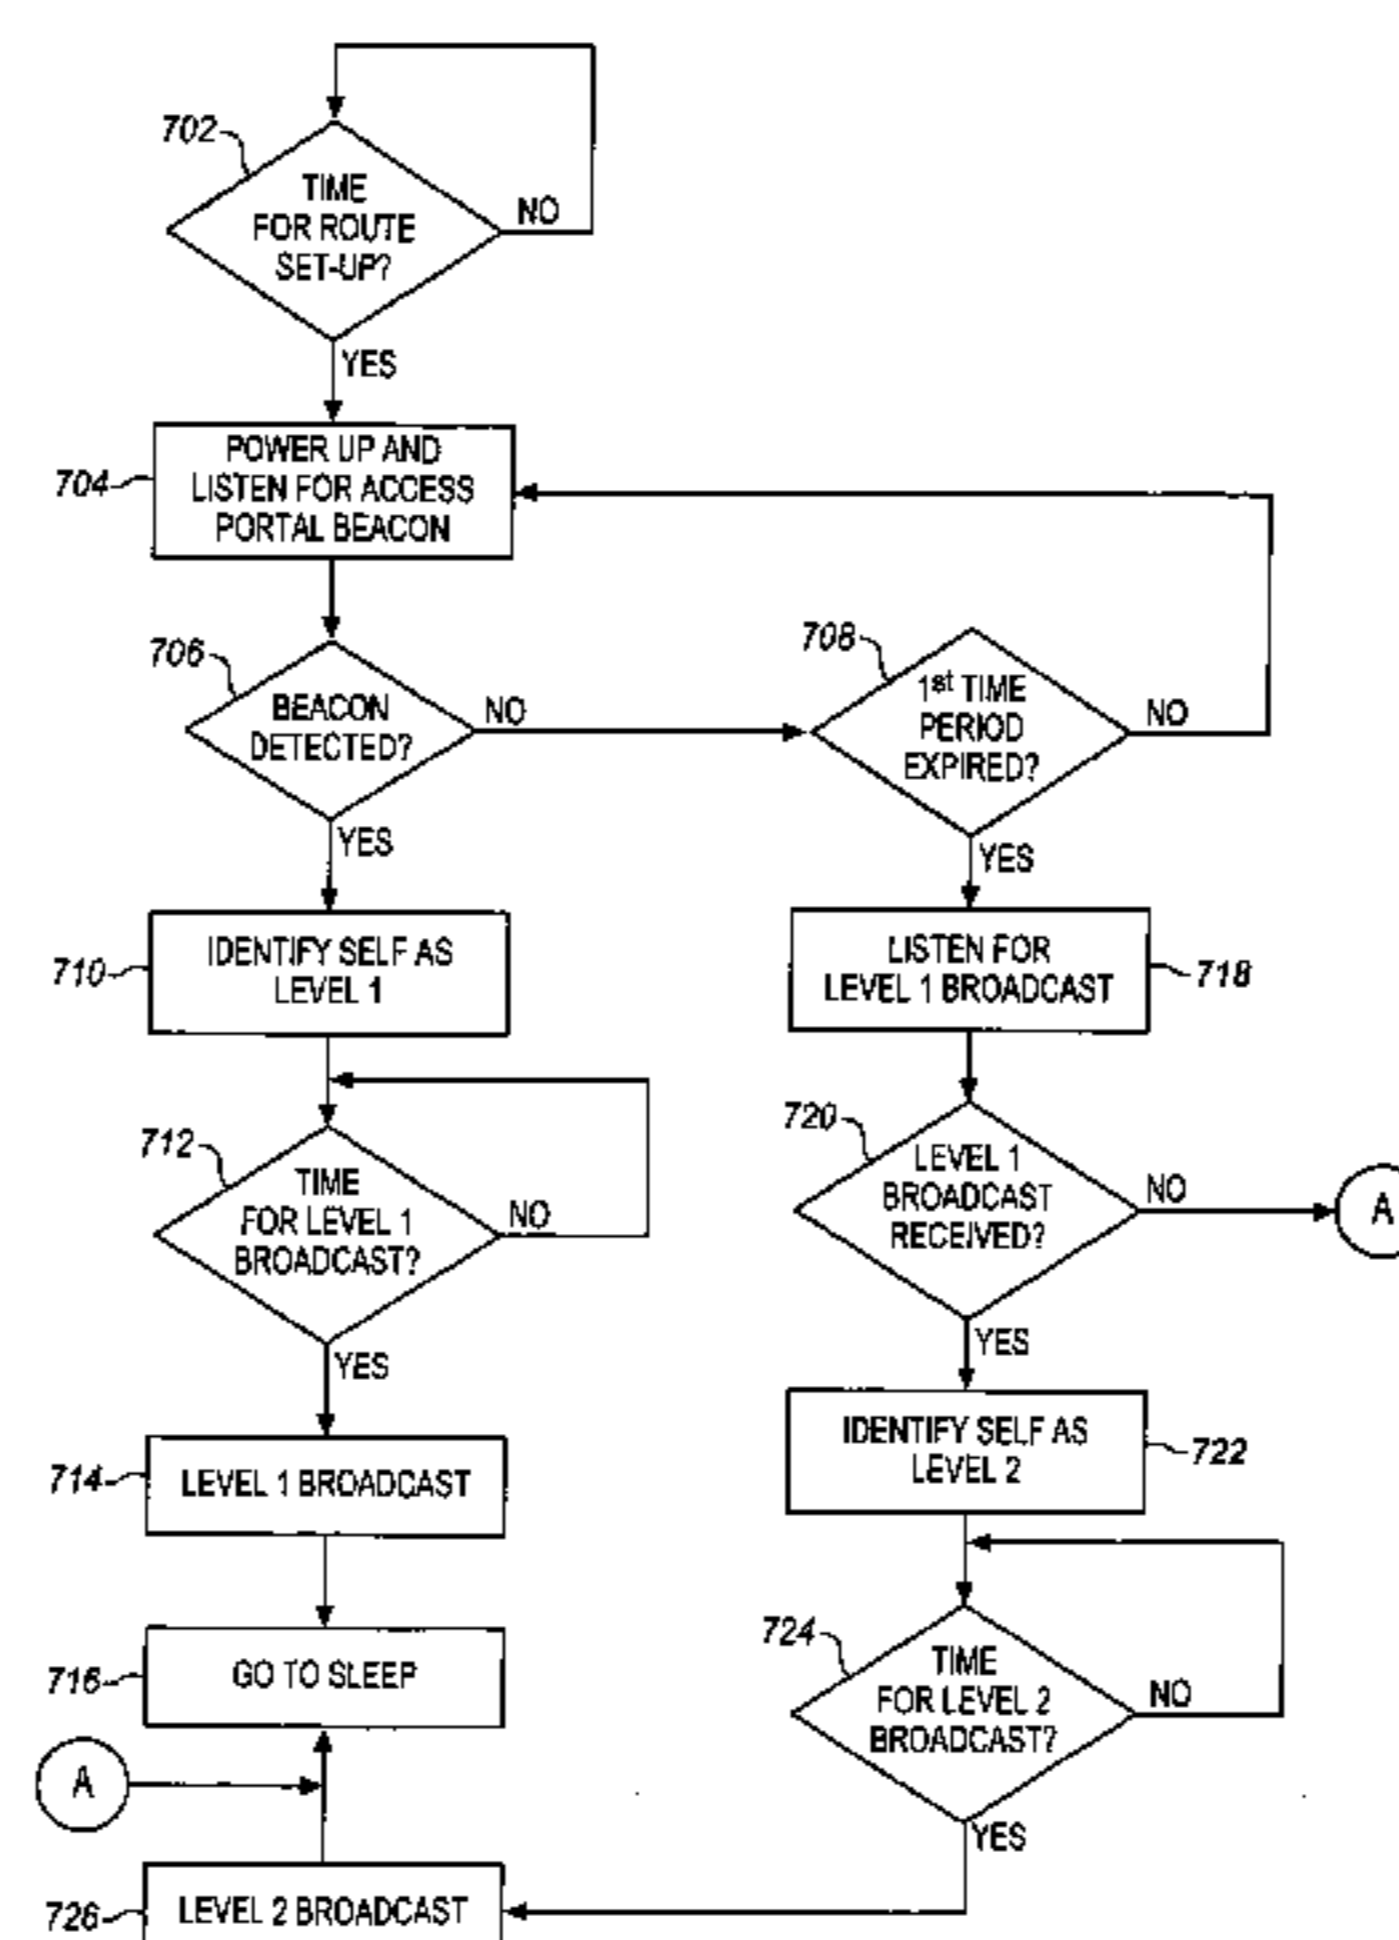 702
TIME
FOR ROUTE
SET-UP?
NO
YES
704
POWER UP AND
LISTEN FOR ACCESS
PORTAL BEACON
706
BEACON
DETECTED?
NO
708
1st TIME
PERIOD
EXPIRED?
NO
YES
YES
710
IDENTIFY SELF AS
LEVEL 1
LISTEN FOR
LEVEL 1 BROADCAST
718
712
TIME
FOR LEVEL 1
BROADCAST?
NO
720
LEVEL 1
BROADCAST
RECEIVED?
NO
A
YES
YES
714
LEVEL 1 BROADCAST
IDENTIFY SELF AS
LEVEL 2
722
716
GO TO SLEEP
724
TIME
FOR LEVEL 2
BROADCAST?
NO
A
YES
726
LEVEL 2 BROADCAST